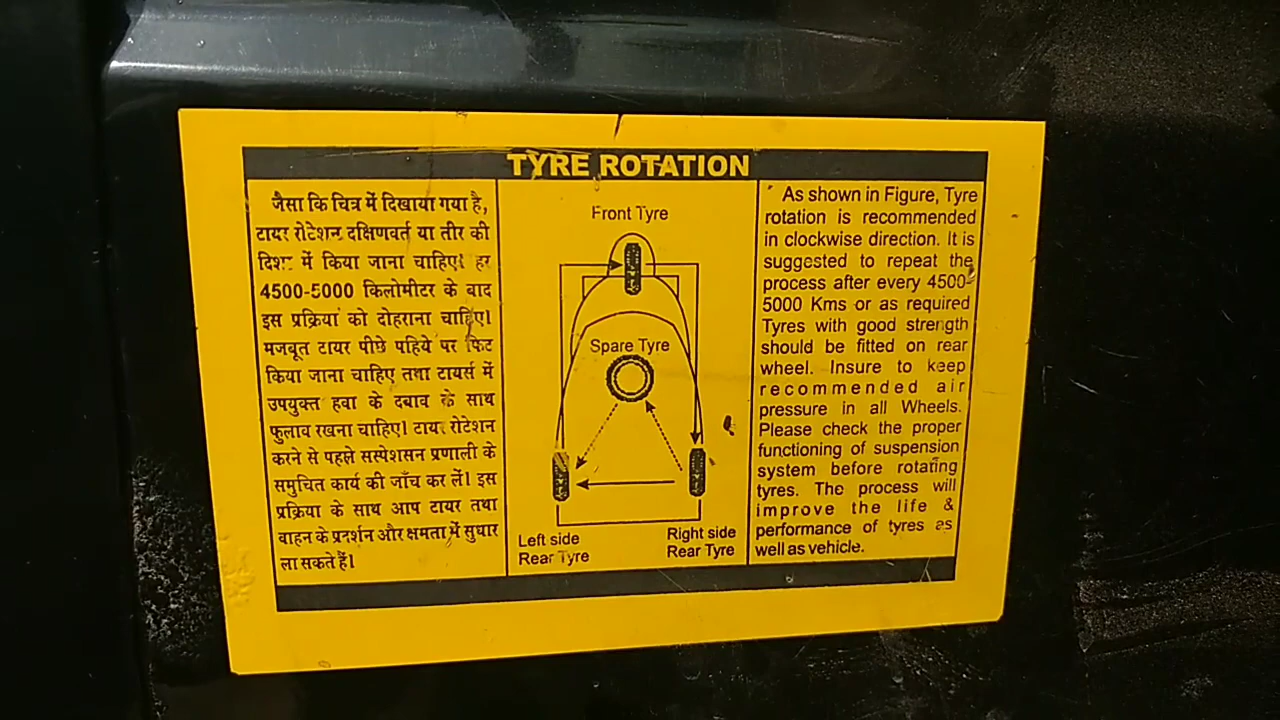 TYRE ROTATION
जैसा कि चित्र में दिखाया गया है,
टायर रोटेशन दक्षिणवर्त या तीर की
दिशा में किया जाना चाहिए। हर
4500-5000 किलोमीटर के बाद
इस प्रक्रिया को दोहराना चाहिए।
मजबूत टायर पीछे पहिये पर फिट
किया जाना चाहिए तथा टायर्स में
उपयुक्त हवा के दबाव के साथ
फुलाव रखना चाहिए। टायर रोटेशन
करने से पहले सस्पेशसन प्रणाली के
समुचित कार्य की जाँच कर लें। इस
प्रक्रिया के साथ आप टायर तथा
वाहन के प्रदर्शन और क्षमता में सुधार
ला सकते हैं।
Front Tyre
Spare Tyre
Left side
Rear Tyre
Right side
Rear Tyre
As shown in Figure, Tyre
rotation is recommended
in clockwise direction. It is
suggested to repeat the
process after every 4500-
5000 Kms or as required
Tyres with good strength
should be fitted on rear
wheel. Insure to keep
recommended air
pressure in all Wheels.
Please check the proper
functioning of suspension
system before rotating
tyres. The process will
improve the life &
performance of tyres as
well as vehicle.